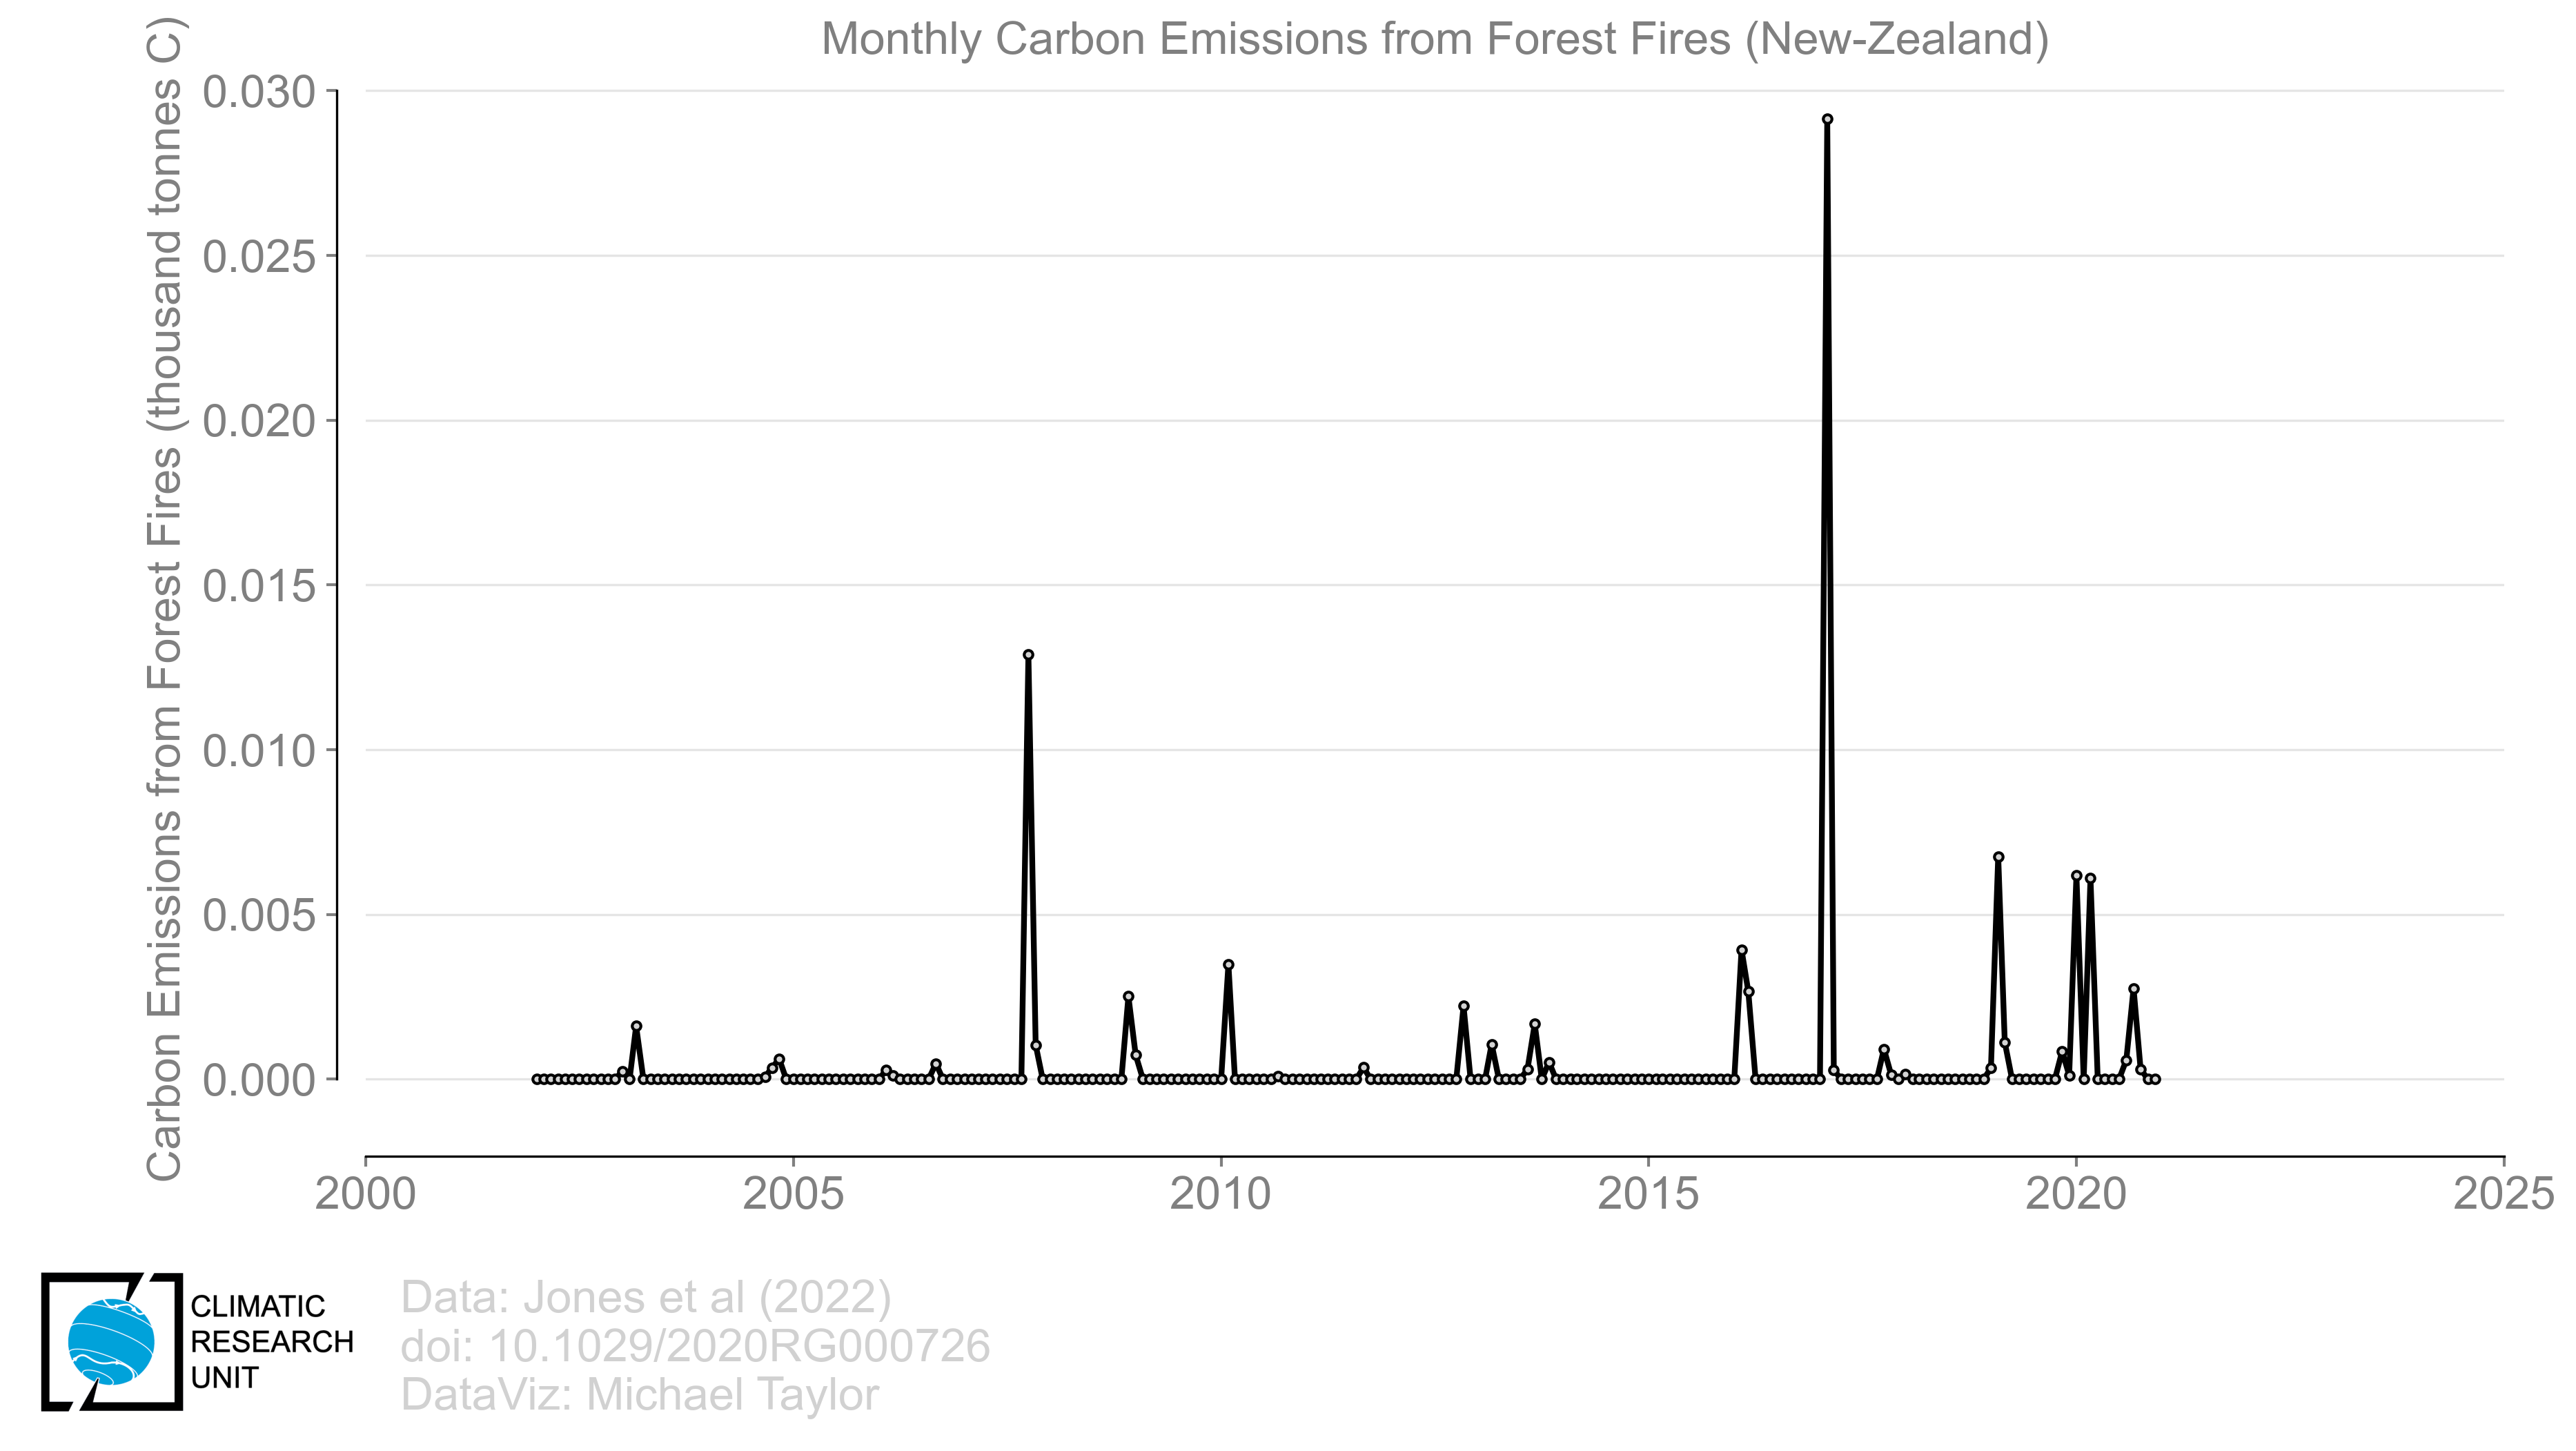 Monthly Carbon Emissions from Forest Fires (New-Zealand)
Carbon Emissions from Forest Fires (thousand tonnes C)
0.030
0.025
0.020
0.015
0.010
0.005
0.000
2000 2005 2010 2015 2020 2025
CLIMATIC
RESEARCH
UNIT
Data: Jones et al (2022)
doi: 10.1029/2020RG000726
DataViz: Michael Taylor